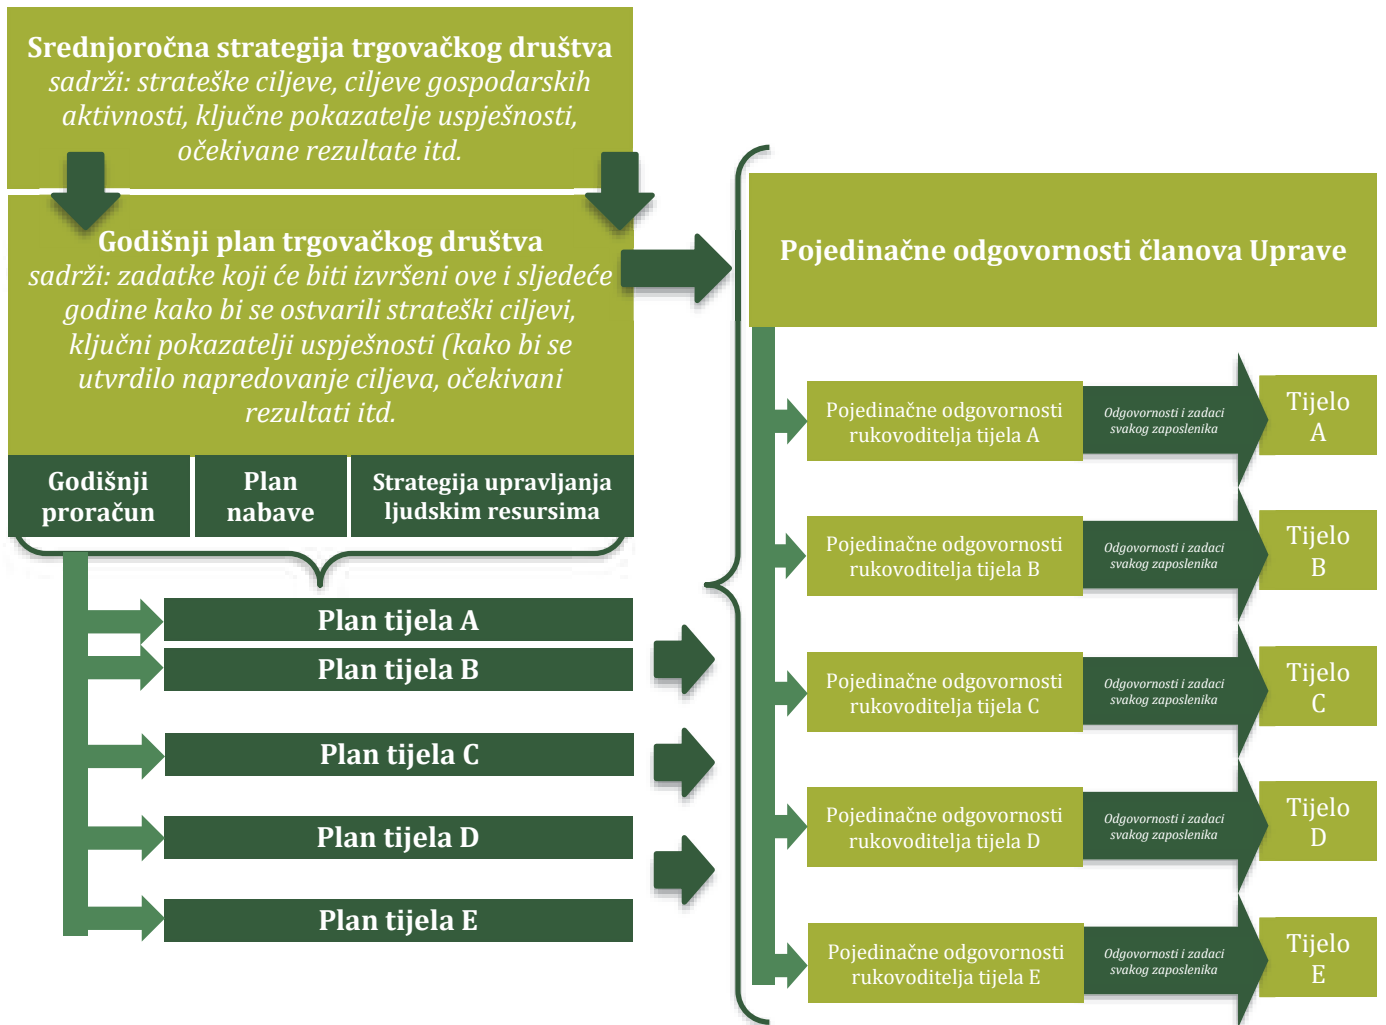 Srednjoročna strategija trgovačkog društva
sadrži: strateške ciljeve, ciljeve gospodarskih
aktivnosti, ključne pokazatelje uspješnosti,
očekivane rezultate itd.
Godišnji plan trgovačkog društva
sadrži: zadatke koji će biti izvršeni ove i sljedeće
godine kako bi se ostvarili strateški ciljevi,
ključni pokazatelji uspješnosti (kako bi se
utvrdilo napredovanje ciljeva, očekivani
rezultati itd.
Godišnji
proračun
Plan
nabave
Strategija upravljanja
ljudskim resursima
Plan tijela A
Plan tijela B
Plan tijela C
Plan tijela D
Plan tijela E
Pojedinačne odgovornosti članova Uprave
Pojedinačne odgovornosti
rukovoditelja tijela A
Odgovornosti i zadaci
svakog zaposlenika
Tijelo
A
Pojedinačne odgovornosti
rukovoditelja tijela B
Odgovornosti i zadaci
svakog zaposlenika
Tijelo
B
Pojedinačne odgovornosti
rukovoditelja tijela C
Odgovornosti i zadaci
svakog zaposlenika
Tijelo
C
Pojedinačne odgovornosti
rukovoditelja tijela D
Odgovornosti i zadaci
svakog zaposlenika
Tijelo
D
Pojedinačne odgovornosti
rukovoditelja tijela E
Odgovornosti i zadaci
svakog zaposlenika
Tijelo
E